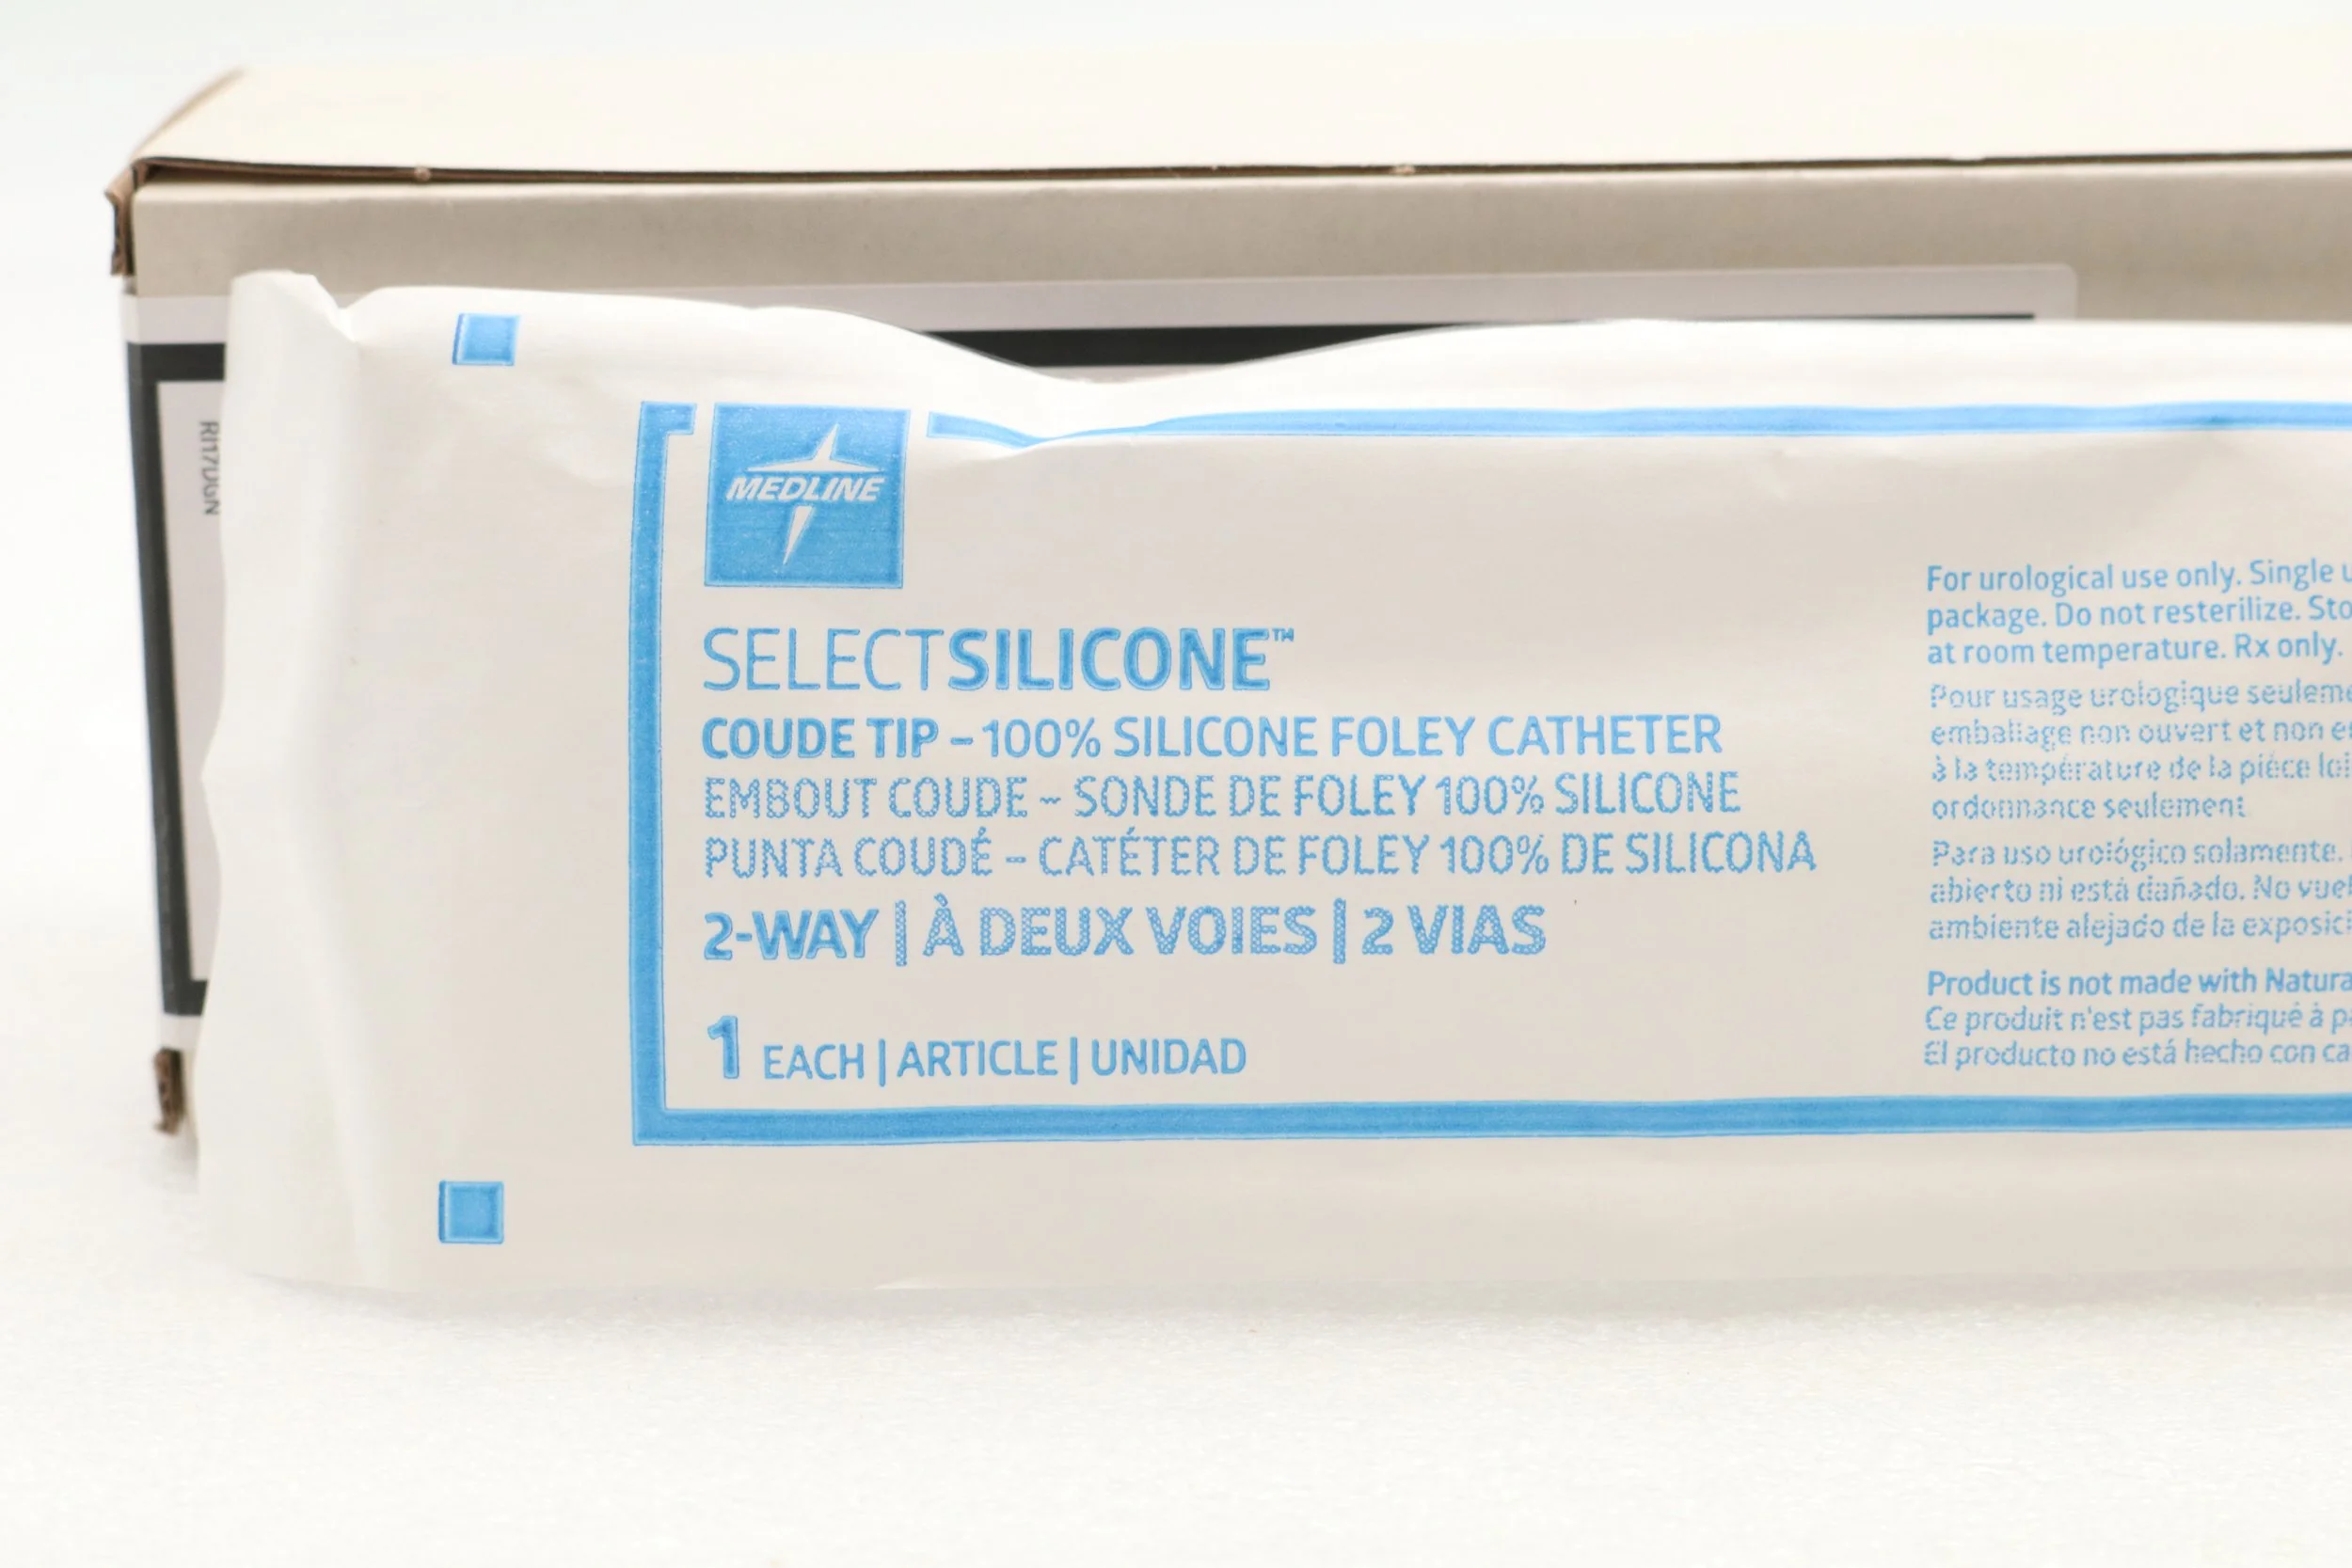 MEDLINE
SELECTSILICONE™
COUDE TIP – 100% SILICONE FOLEY CATHETER
EMBOUT COUDE – SONDE DE FOLEY 100% SILICONE
PUNTA COUDÉ – CATÉTER DE FOLEY 100% DE SILICONA
2-WAY | À DEUX VOIES | 2 VIAS
1 EACH | ARTICLE | UNIDAD
For urological use only. Single
package. Do not resterilize.
at room temperature. Rx only.
Pour usage urologique
emballage non ouvert et non
à la température de la pièce
ordonnance seulement
Para uso urológico solamente.
abierto ni está dañado. No
ambiente alejado de la
Product is not made with
Ce produit n'est pas fabriqué à
El producto no está hecho con